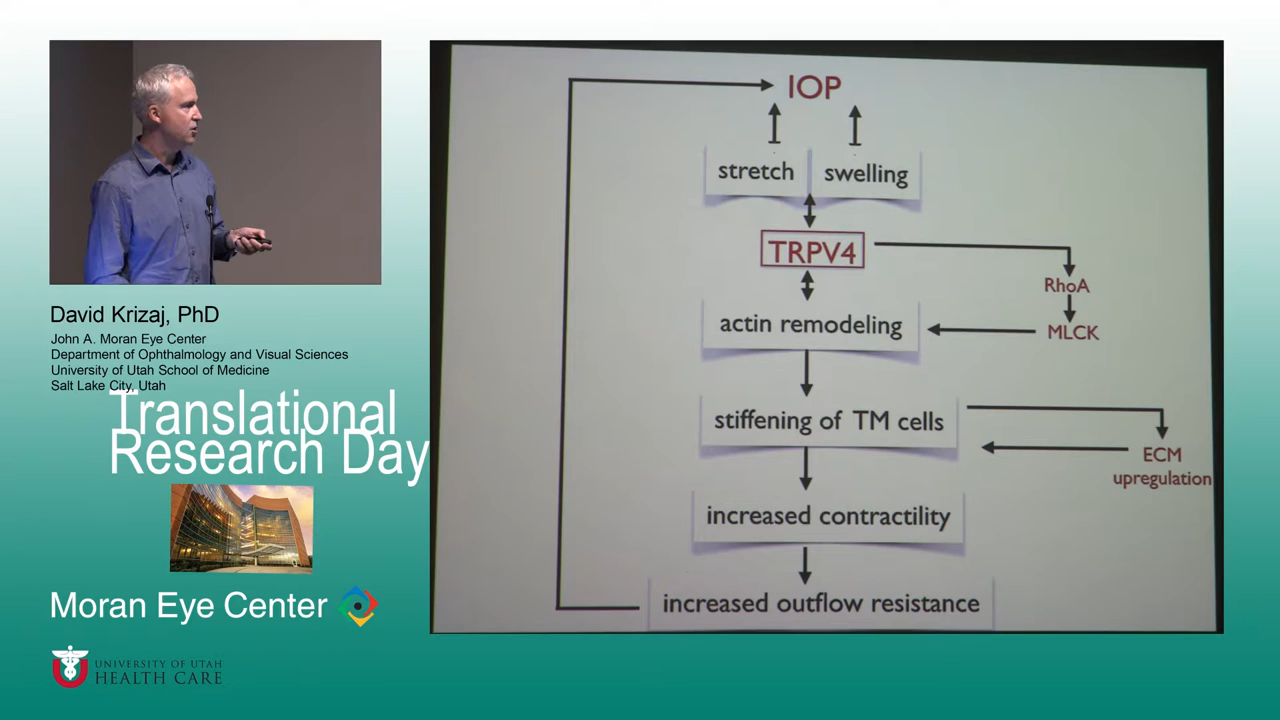 David Krizaj, PhD
John A. Moran Eye Center
Department of Ophthalmology and Visual Sciences
University of Utah School of Medicine
Salt Lake City, Utah
Translational
Research Day
Moran Eye Center
UNIVERSITY OF UTAH
HEALTH CARE
IOP
stretch
swelling
TRPV4
RhoA
MLCK
actin remodeling
stiffening of TM cells
ECM
upregulation
increased contractility
increased outflow resistance